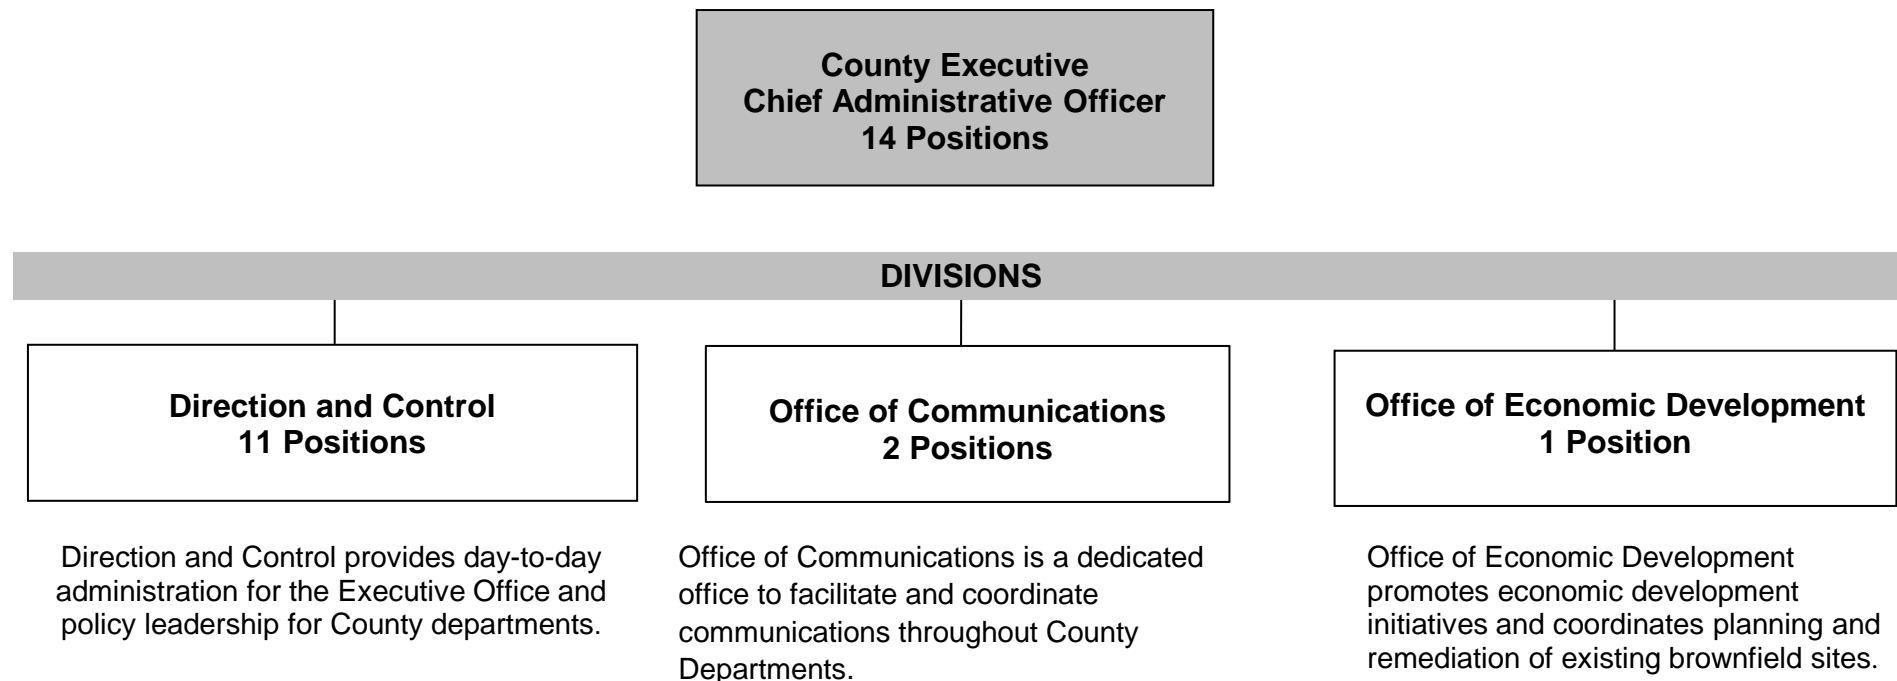 County Executive
Chief Administrative Officer
14 Positions
DIVISIONS
Direction and Control
11 Positions
Office of Communications
2 Positions
Office of Economic Development
1 Position
Direction and Control provides day-to-day
administration for the Executive Office and
policy leadership for County departments.
Office of Communications is a dedicated
office to facilitate and coordinate
communications throughout County
Departments.
Office of Economic Development
promotes economic development
initiatives and coordinates planning and
remediation of existing brownfield sites.